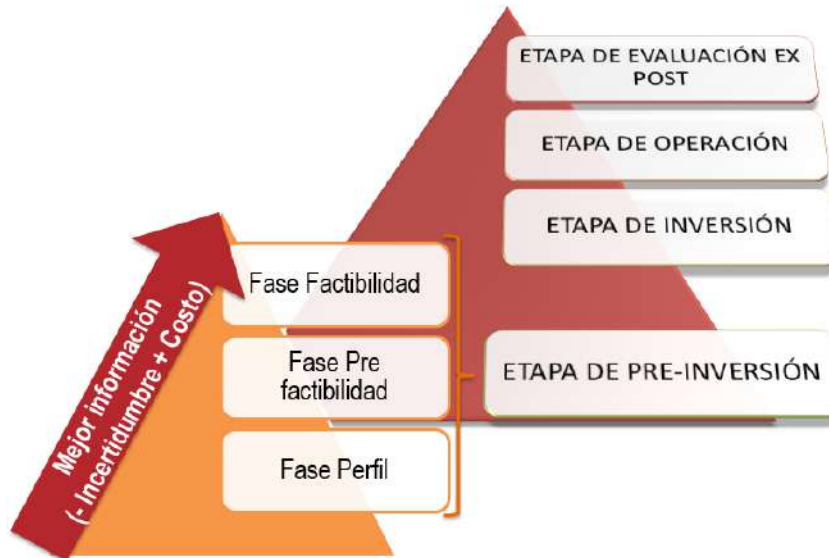 ETAPA DE EVALUACIÓN EX
POST
ETAPA DE OPERACIÓN
ETAPA DE INVERSIÓN
ETAPA DE PRE-INVERSIÓN
Fase Factibilidad
Fase Pre
factibilidad
Fase Perfil
Mejor información
(- Incertidumbre + Costo)